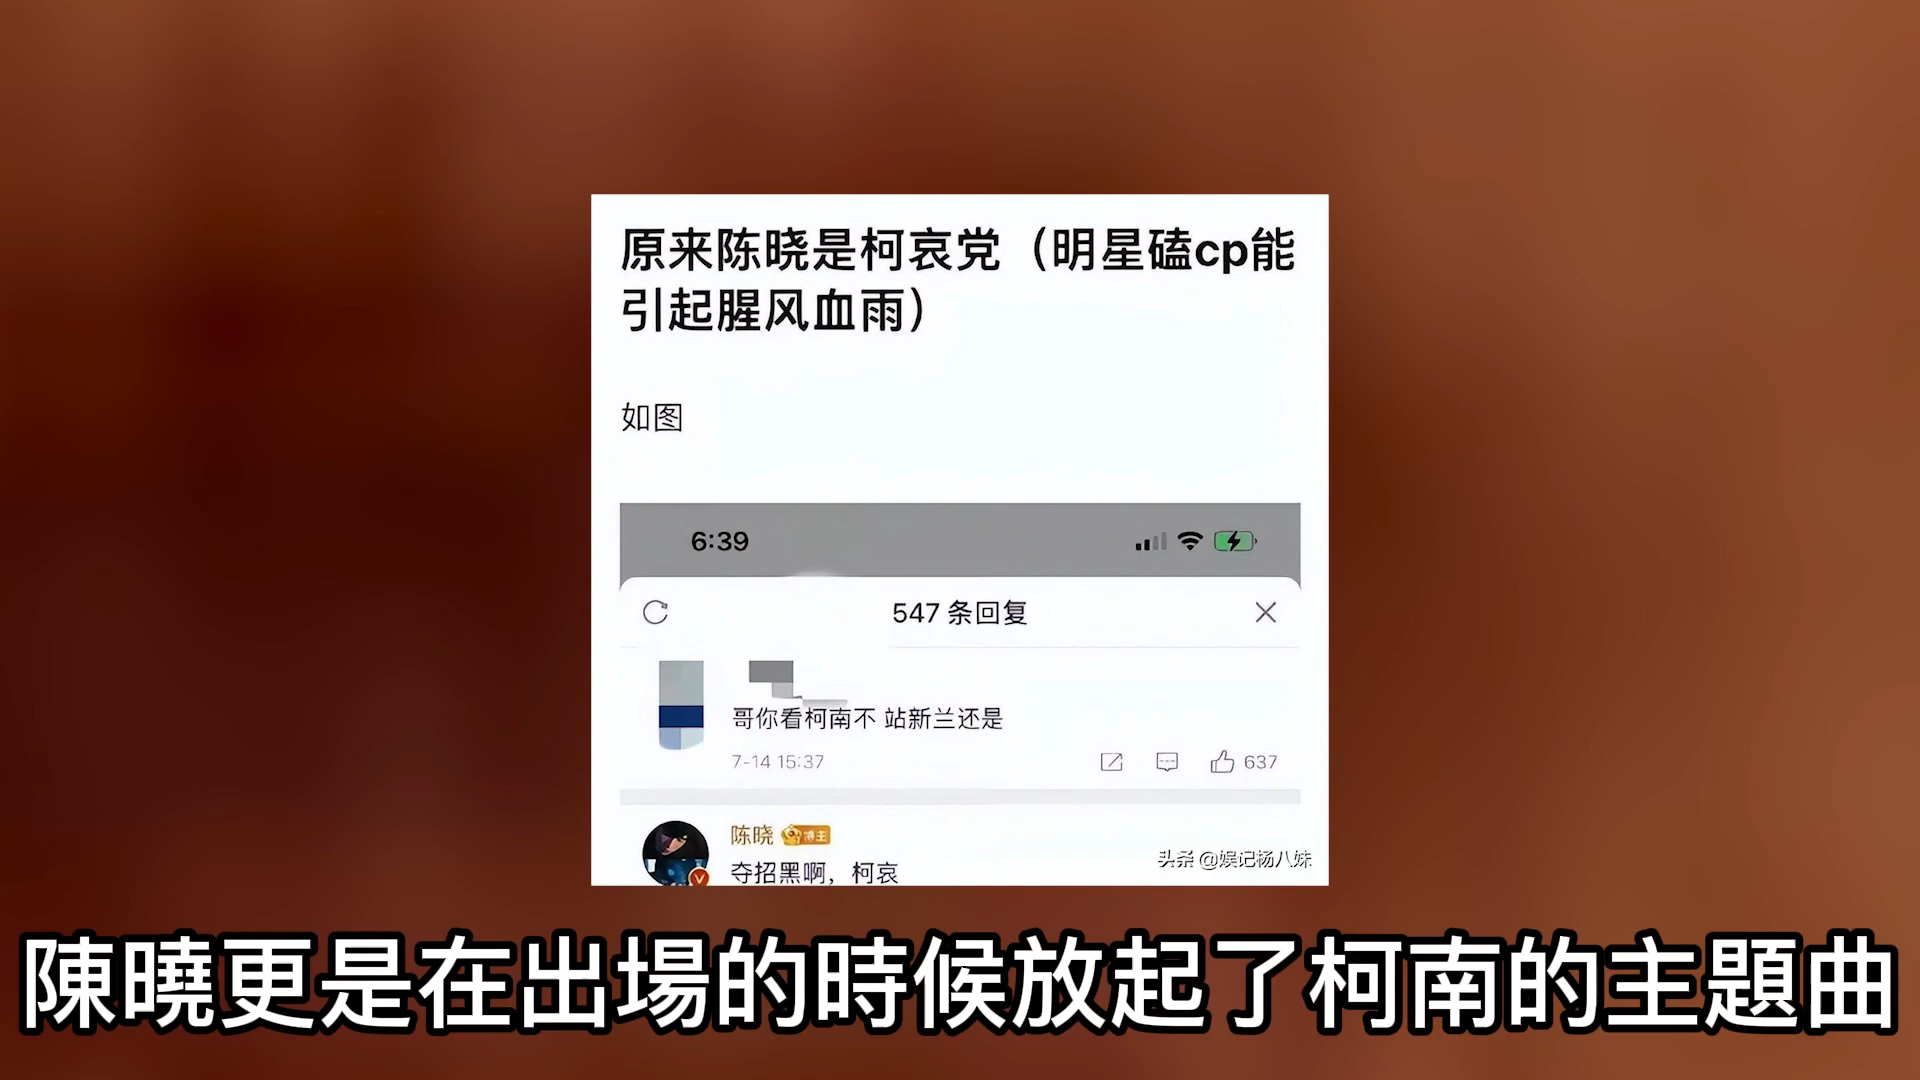 原来陈晓是柯哀党（明星磕cp能
引起腥风血雨）
如图
6:39
547 条回复
哥你看柯南不 站新兰还是
7-14 15:37
637
陈晓 博主
夺招黑啊，柯哀
头条 @娱记杨八妹
陳曉更是在出場的時候放起了柯南的主題曲